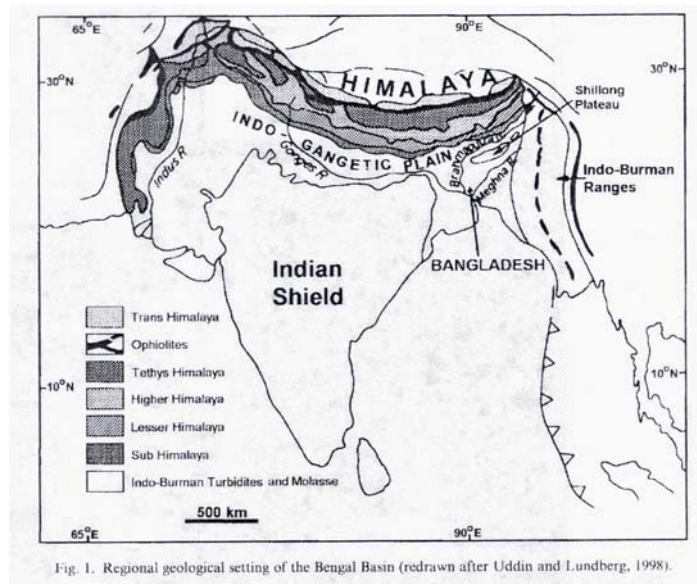 65°E
90°E
30°N
30°N
HIMALAYA
Shillong
Plateau
INDO-GANGETIC PLAIN
Indus R
Ganges R
Brahmaputra
Meghna R
Indo-Burman
Ranges
BANGLADESH
Indian
Shield
Trans Himalaya
Ophiolites
Tethys Himalaya
10°N
10°N
Higher Himalaya
Lesser Himalaya
Sub Himalaya
Indo-Burman Turbidites and Molasse
500 km
65°E
90°E
Fig. 1. Regional geological setting of the Bengal Basin (redrawn after Uddin and Lundberg, 1998).